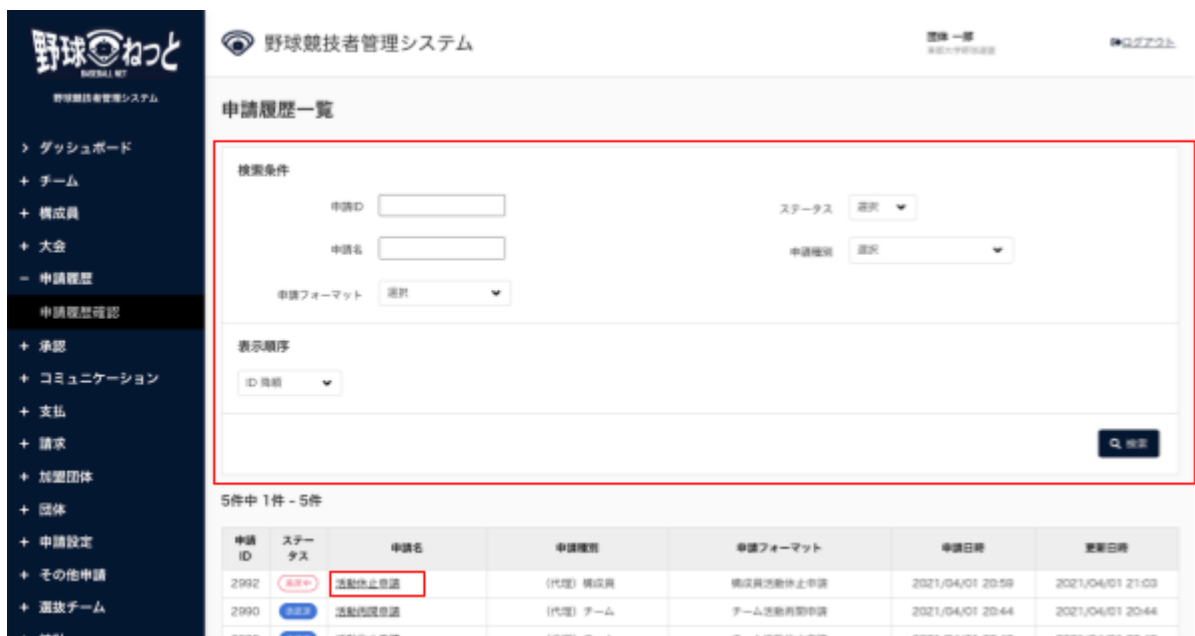 野球ねっと
BASEBALL NET
野球競技者管理システム
野球競技者管理システム
団体 一郎
東都大学野球連盟
ログアウト
申請履歴一覧
> ダッシュボード
+ チーム
+ 構成員
+ 大会
− 申請履歴
申請履歴確認
+ 承認
+ コミュニケーション
+ 支払
+ 請求
+ 加盟団体
+ 団体
+ 申請設定
+ その他申請
+ 選抜チーム
検索条件
申請ID
ステータス 選択
申請名
申請種別 選択
申請フォーマット 選択
表示順序
ID 降順
検索
5件中 1件 - 5件
申請ID ステータス 申請名 申請種別 申請フォーマット 申請日時 更新日時
2992 活動休止申請 (代理) 構成員 構成員活動休止申請 2021/04/01 20:59 2021/04/01 21:03
2990 活動再開申請 (代理) チーム チーム活動再開申請 2021/04/01 20:44 2021/04/01 20:44